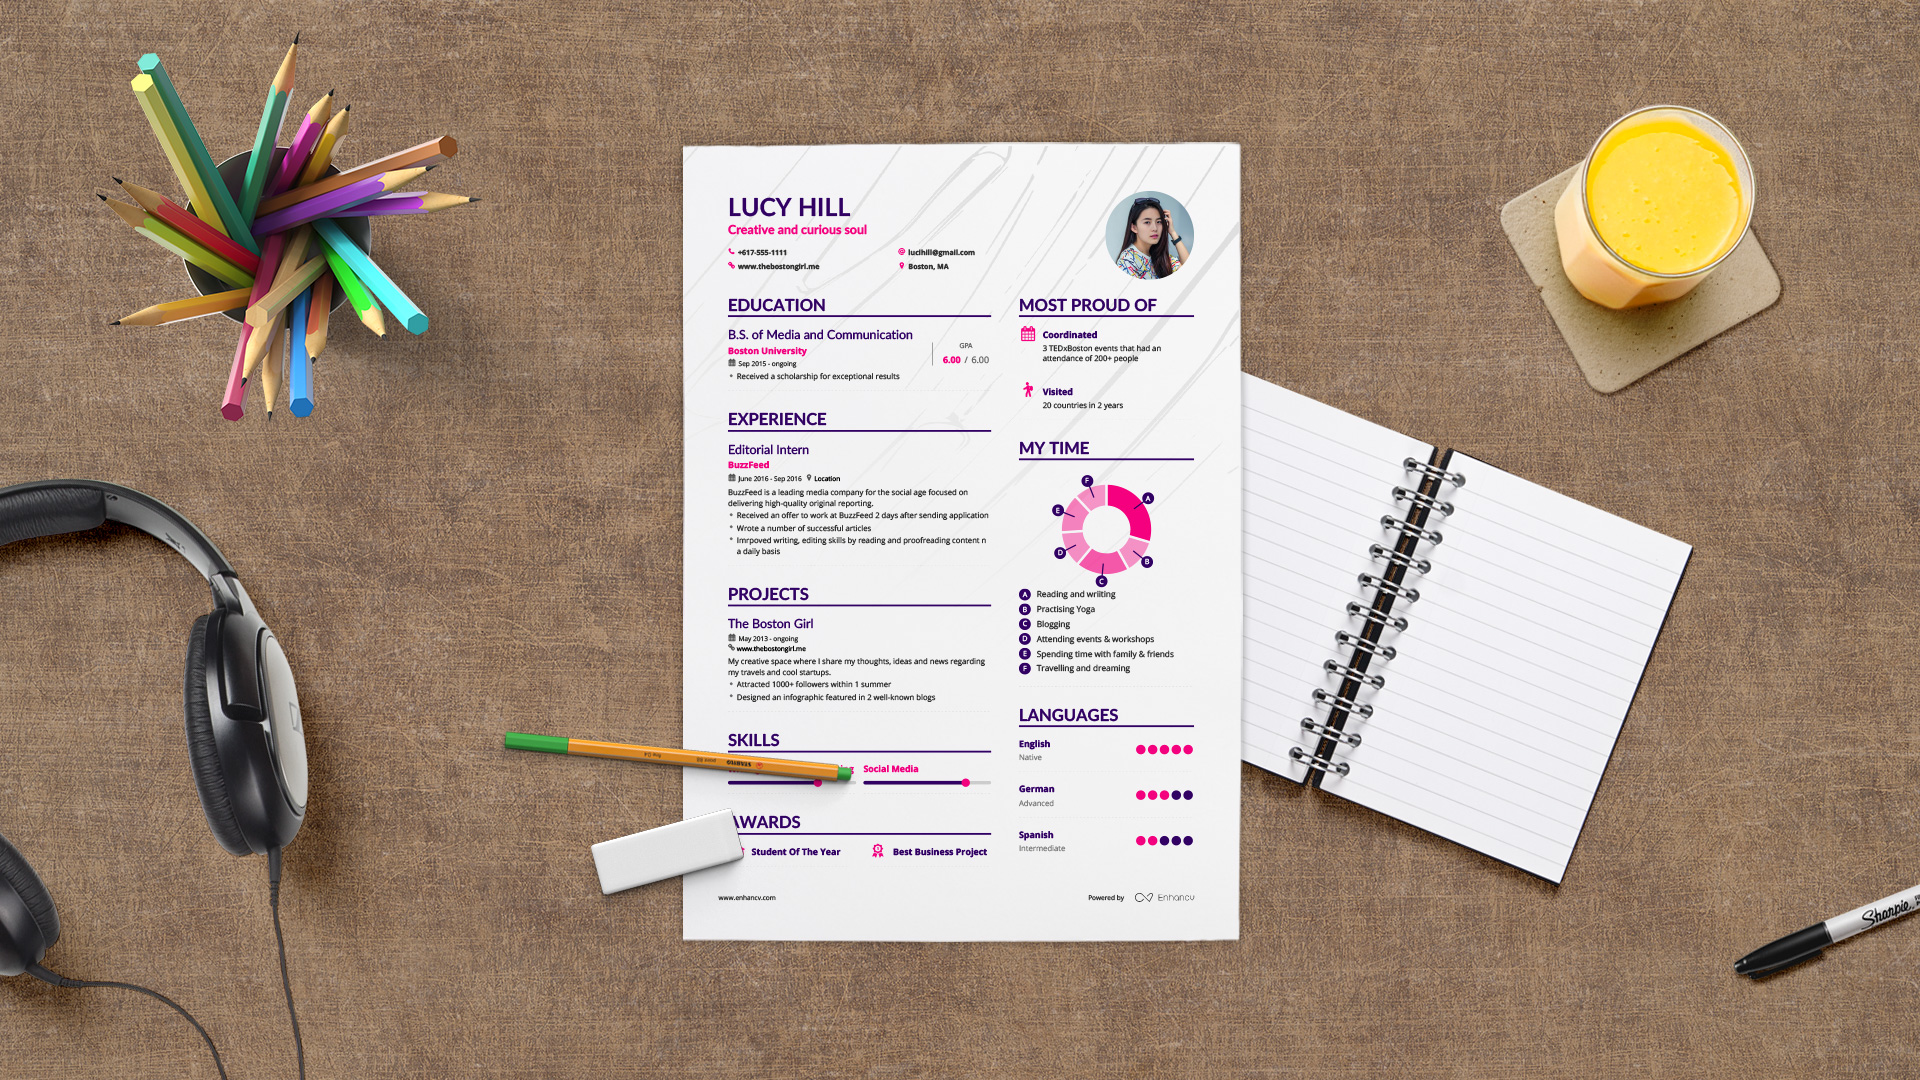 LUCY HILL
Creative and curious soul
+617-555-1111
lucihill@gmail.com
www.thebostongirl.me
Boston, MA
EDUCATION
B.S. of Media and Communication
Boston University
Sep 2015 - ongoing
Received a scholarship for exceptional results
GPA
6.00 / 6.00
EXPERIENCE
Editorial Intern
BuzzFeed
June 2016 - Sep 2016 Location
BuzzFeed is a leading media company for the social age focused on
delivering high-quality original reporting.
Received an offer to work at BuzzFeed 2 days after sending application
Wrote a number of successful articles
Imrpoved writing, editing skills by reading and proofreading content n
a daily basis
PROJECTS
The Boston Girl
May 2013 - ongoing
www.thebostongirl.me
My creative space where I share my thoughts, ideas and news regarding
my travels and cool startups.
Attracted 1000+ followers within 1 summer
Designed an infographic featured in 2 well-known blogs
SKILLS
Social Media
AWARDS
Student Of The Year
Best Business Project
MOST PROUD OF
Coordinated
3 TEDxBoston events that had an
attendance of 200+ people
Visited
20 countries in 2 years
MY TIME
F
A
E
D
B
C
A Reading and wriiting
B Practising Yoga
C Blogging
D Attending events & workshops
E Spending time with family & friends
F Travelling and dreaming
LANGUAGES
English
Native
German
Advanced
Spanish
Intermediate
www.enhancv.com
Powered by Enhancv
STABILO
Sharpie